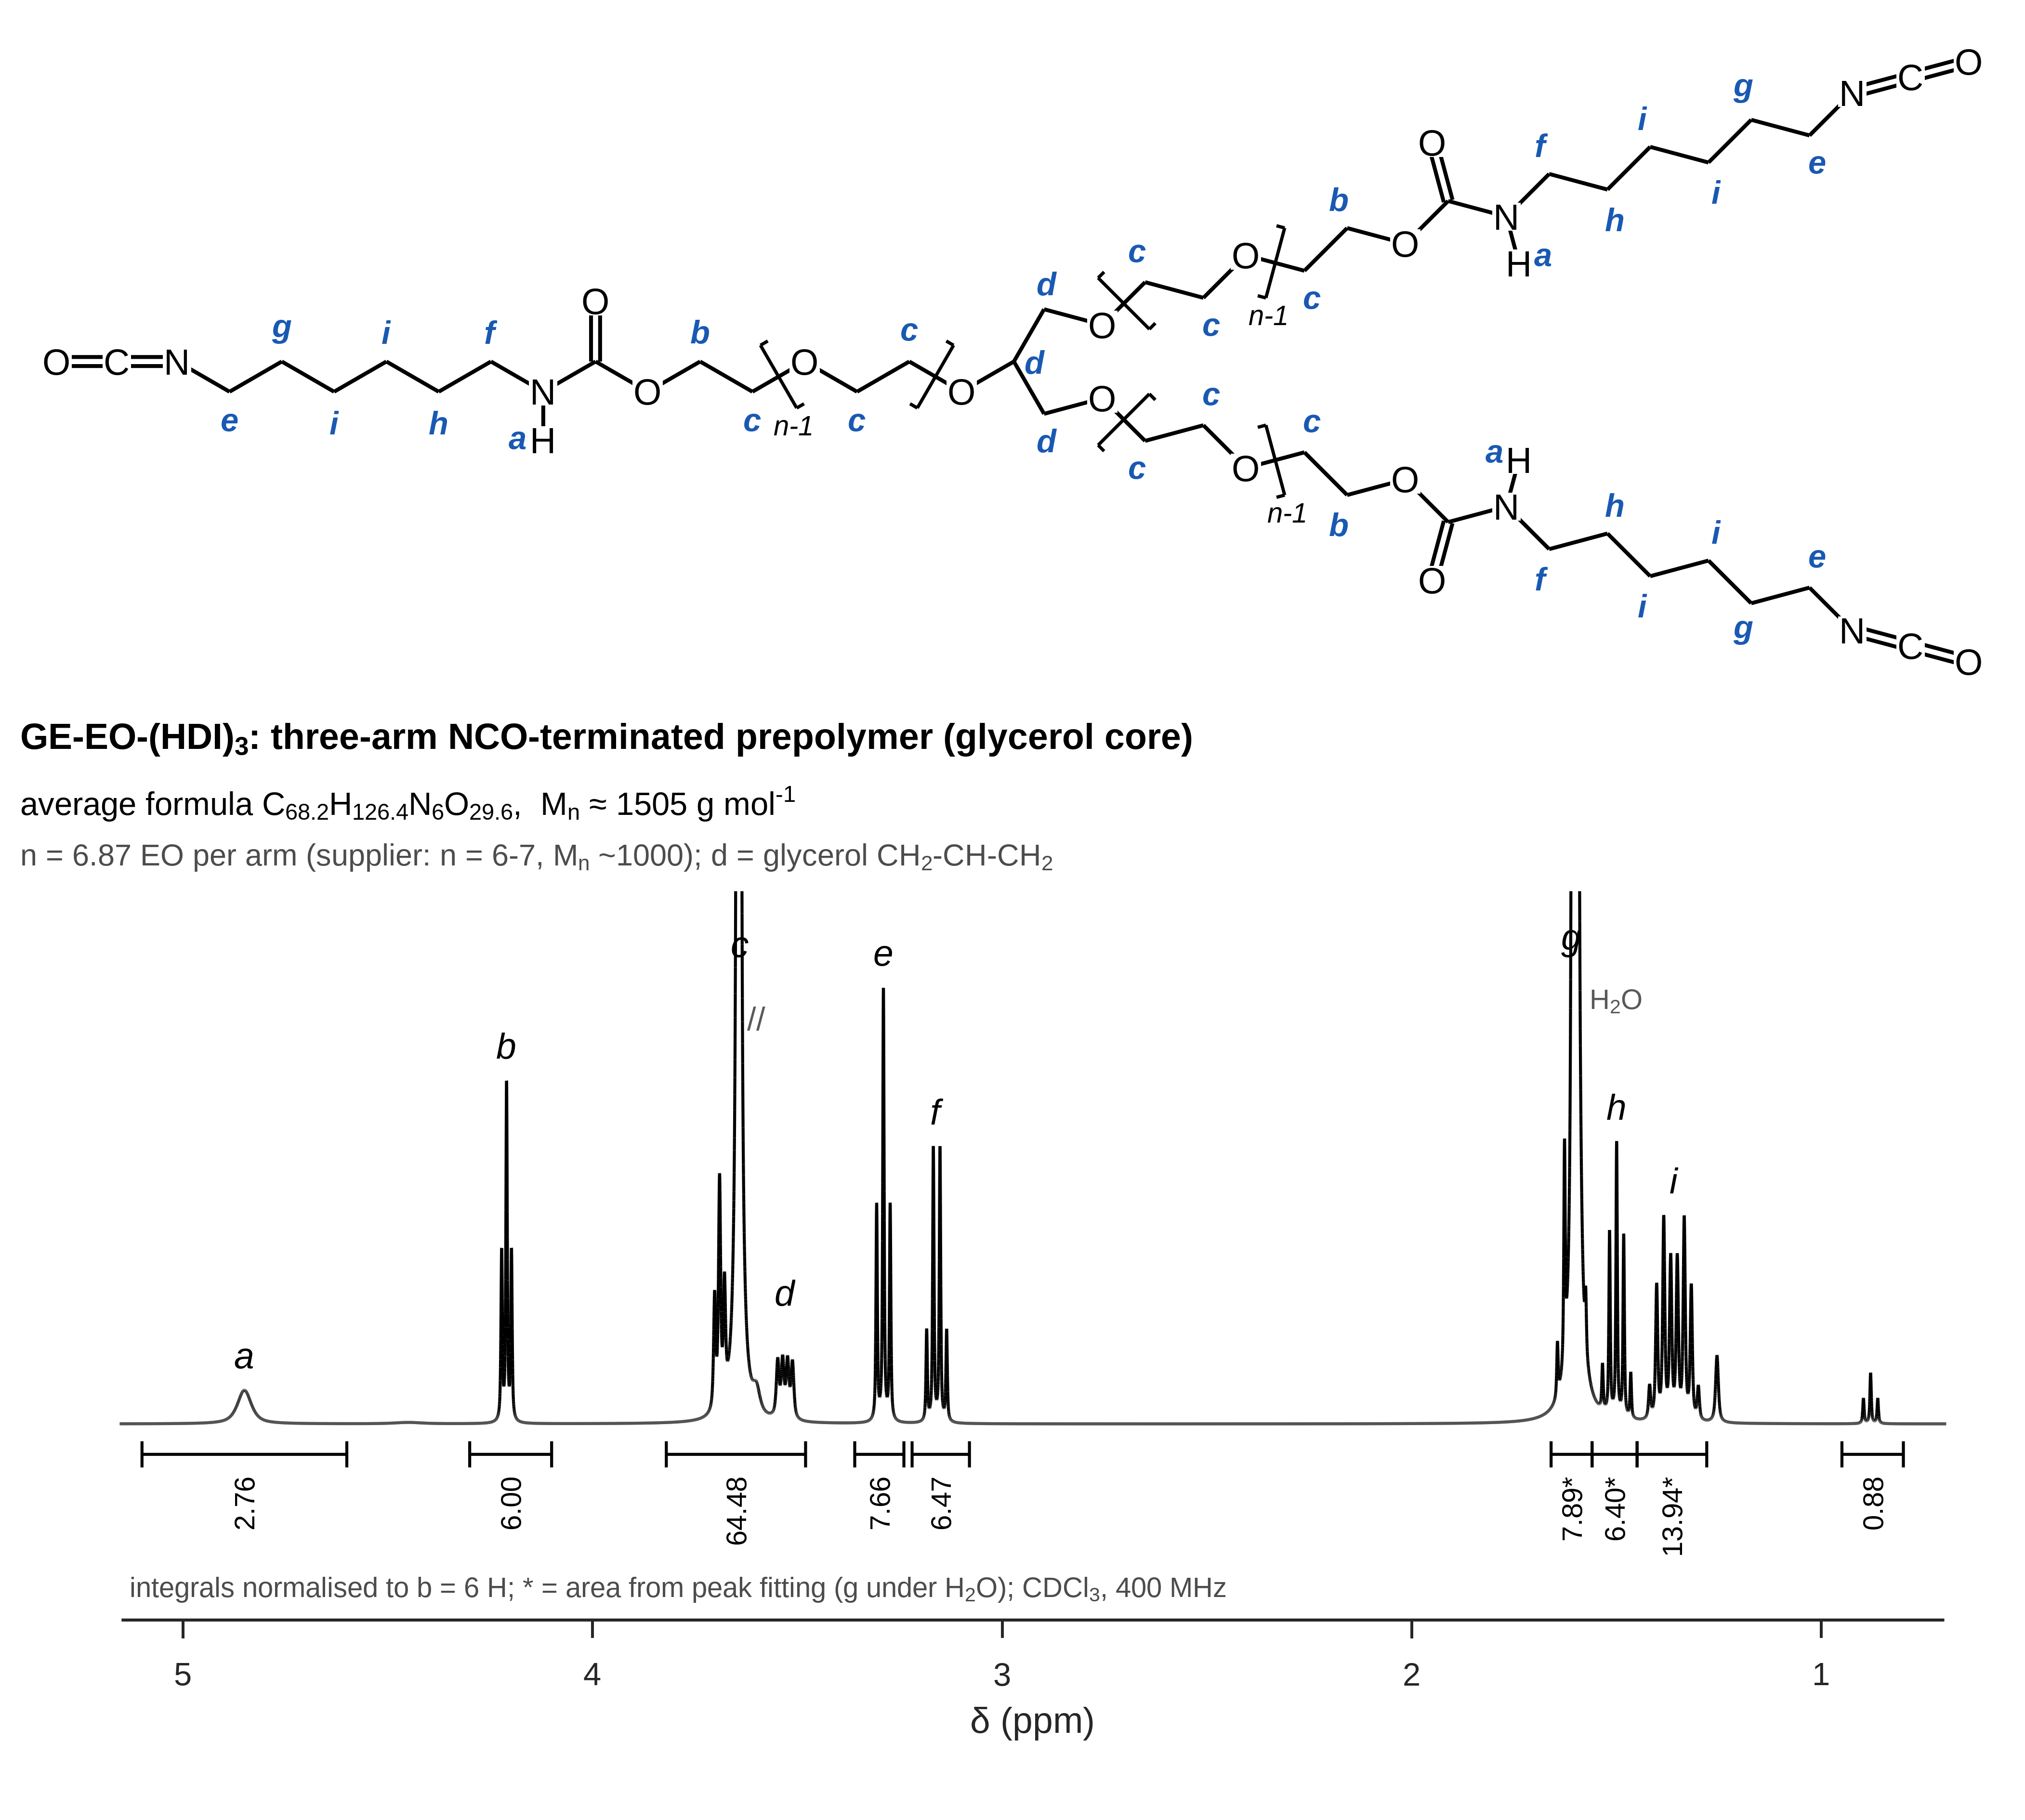 O=C=N
g
i
f
e
i
h
a
N
H
O
O
b
c
n-1
O
c
c
O
d
d
d
O
c
c
O
n-1
c
b
O
O
N
H
a
f
h
i
i
g
e
N=C=O
O
c
c
O
n-1
c
b
O
O
a
H
N
f
h
i
i
g
e
N=C=O
GE-EO-(HDI)₃: three-arm NCO-terminated prepolymer (glycerol core)
average formula C₆₈.₂H₁₂₆.₄N₆O₂₉.₆, Mₙ ≈ 1505 g mol⁻¹
n = 6.87 EO per arm (supplier: n = 6-7, Mₙ ~1000); d = glycerol CH₂-CH-CH₂
a
b
c
//
d
e
f
g
H₂O
h
i
2.76
6.00
64.48
7.66
6.47
7.89*
6.40*
13.94*
0.88
integrals normalised to b = 6 H; * = area from peak fitting (g under H₂O); CDCl₃, 400 MHz
5 4 3 2 1
δ (ppm)